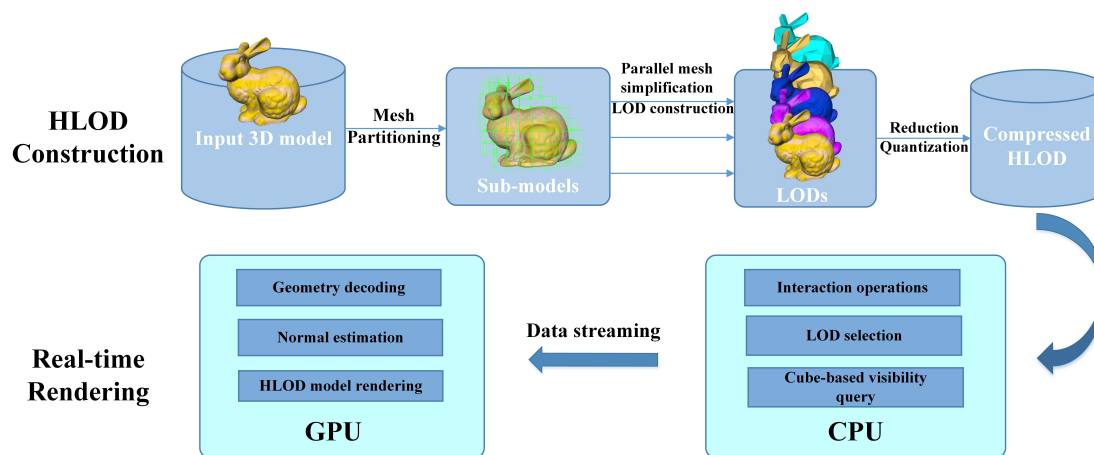 HLOD
Construction
Input 3D model
Mesh
Partitioning
Sub-models
Parallel mesh
simplification
LOD construction
LODs
Reduction
Quantization
Compressed
HLOD
Real-time
Rendering
Geometry decoding
Normal estimation
HLOD model rendering
GPU
Data streaming
Interaction operations
LOD selection
Cube-based visibility
query
CPU